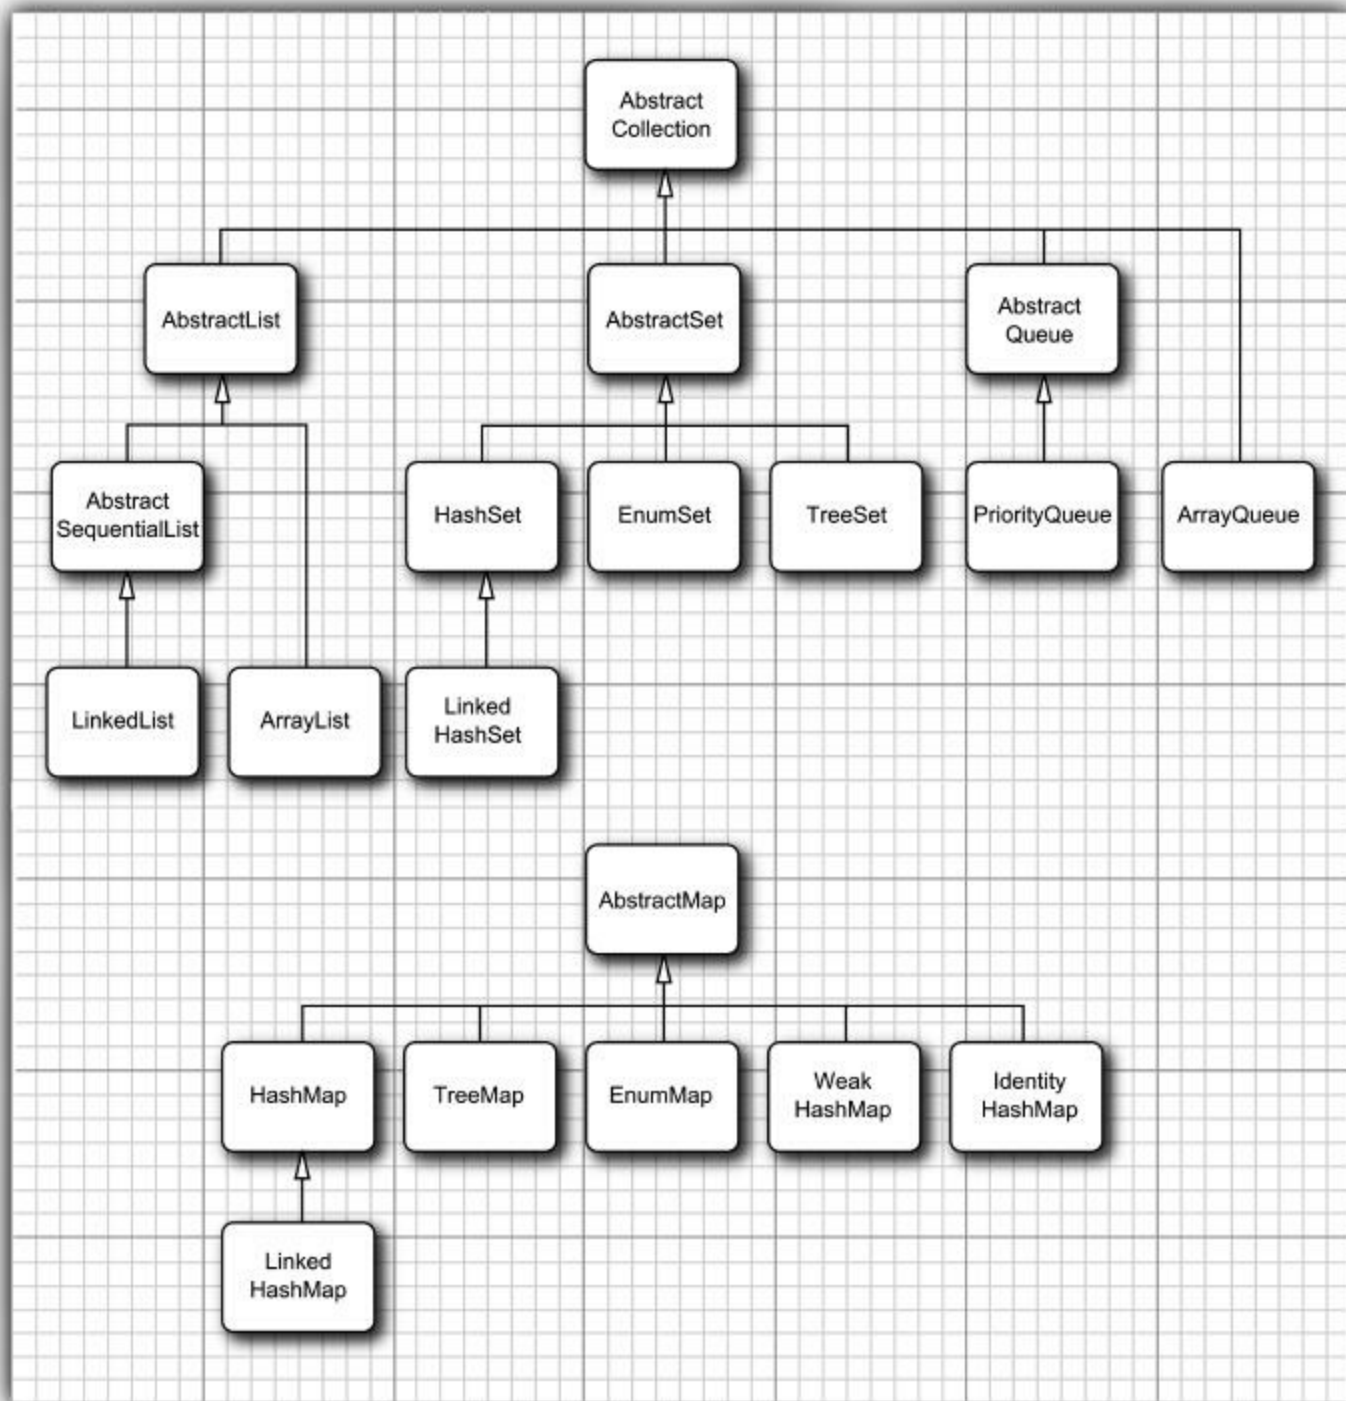 Abstract
Collection
AbstractList
AbstractSet
Abstract
Queue
Abstract
SequentialList
HashSet
EnumSet
TreeSet
PriorityQueue
ArrayQueue
LinkedList
ArrayList
Linked
HashSet
AbstractMap
HashMap
TreeMap
EnumMap
Weak
HashMap
Identity
HashMap
Linked
HashMap